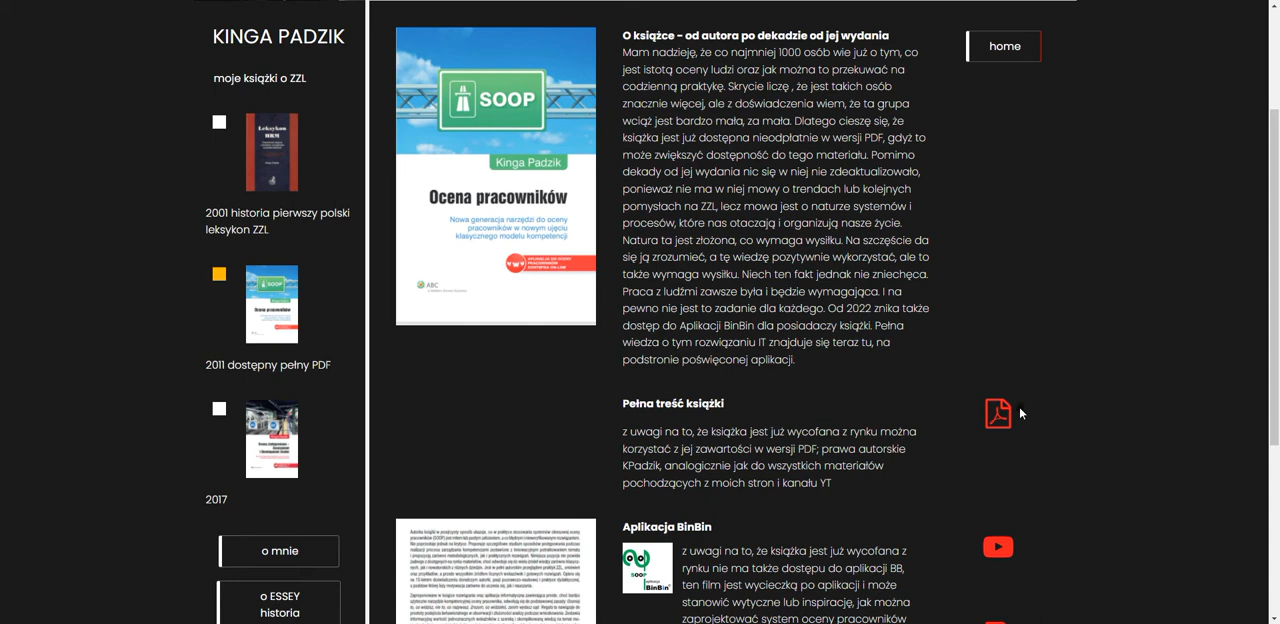 KINGA PADZIK
moje książki o ZZL
Leksykon
HRM
2001 historia pierwszy polski
leksykon ZZL
SOOP
Kinga Padzik
Ocena pracowników
2011 dostępny pełny PDF
2017
o mnie
o ESSEY
historia
SOOP
Kinga Padzik
Ocena pracowników
Nowa generacja narzędzi do oceny
pracowników w nowym ujęciu
klasycznego modelu kompetencji
APLIKACJA DO OCENY
PRACOWNIKÓW
DOSTĘPNA ON-LINE
ABC
O książce - od autora po dekadzie od jej wydania
Mam nadzieję, że co najmniej 1000 osób wie już o tym, co
jest istotą oceny ludzi oraz jak można to przekuwać na
codzienną praktykę. Skrycie liczę , że jest takich osób
znacznie więcej, ale z doświadczenia wiem, że ta grupa
wciąż jest bardzo mała, za mała. Dlatego cieszę się, że
książka jest już dostępna nieodpłatnie w wersji PDF, gdyż to
może zwiększyć dostępność do tego materiału. Pomimo
dekady od jej wydania nic się w niej nie zdeaktualizowało,
ponieważ nie ma w niej mowy o trendach lub kolejnych
pomysłach na ZZL, lecz mowa jest o naturze systemów i
procesów, które nas otaczają i organizują nasze życie.
Natura ta jest złożona, co wymaga wysiłku. Na szczęście da
się ją zrozumieć, a tę wiedzę pozytywnie wykorzystać, ale to
także wymaga wysiłku. Niech ten fakt jednak nie zniechęca.
Praca z ludźmi zawsze była i będzie wymagająca. I na
pewno nie jest to zadanie dla każdego. Od 2022 znika także
dostęp do Aplikacji BinBin dla posiadaczy książki. Pełna
wiedza o tym rozwiązaniu IT znajduje się teraz tu, na
podstronie poświęconej aplikacji.
home
Pełna treść książki
z uwagi na to, że książka jest już wycofana z rynku można
korzystać z jej zawartości w wersji PDF; prawa autorskie
KPadzik, analogicznie jak do wszystkich materiałów
pochodzących z moich stron i kanału YT
Aplikacja BinBin
SOOP
BinBin
z uwagi na to, że książka jest już wycofana z
rynku nie ma także dostępu do aplikacji BB,
ten film jest wycieczką po aplikacji i może
stanowić wytyczne lub inspirację, jak można
zaprojektować system oceny pracowników